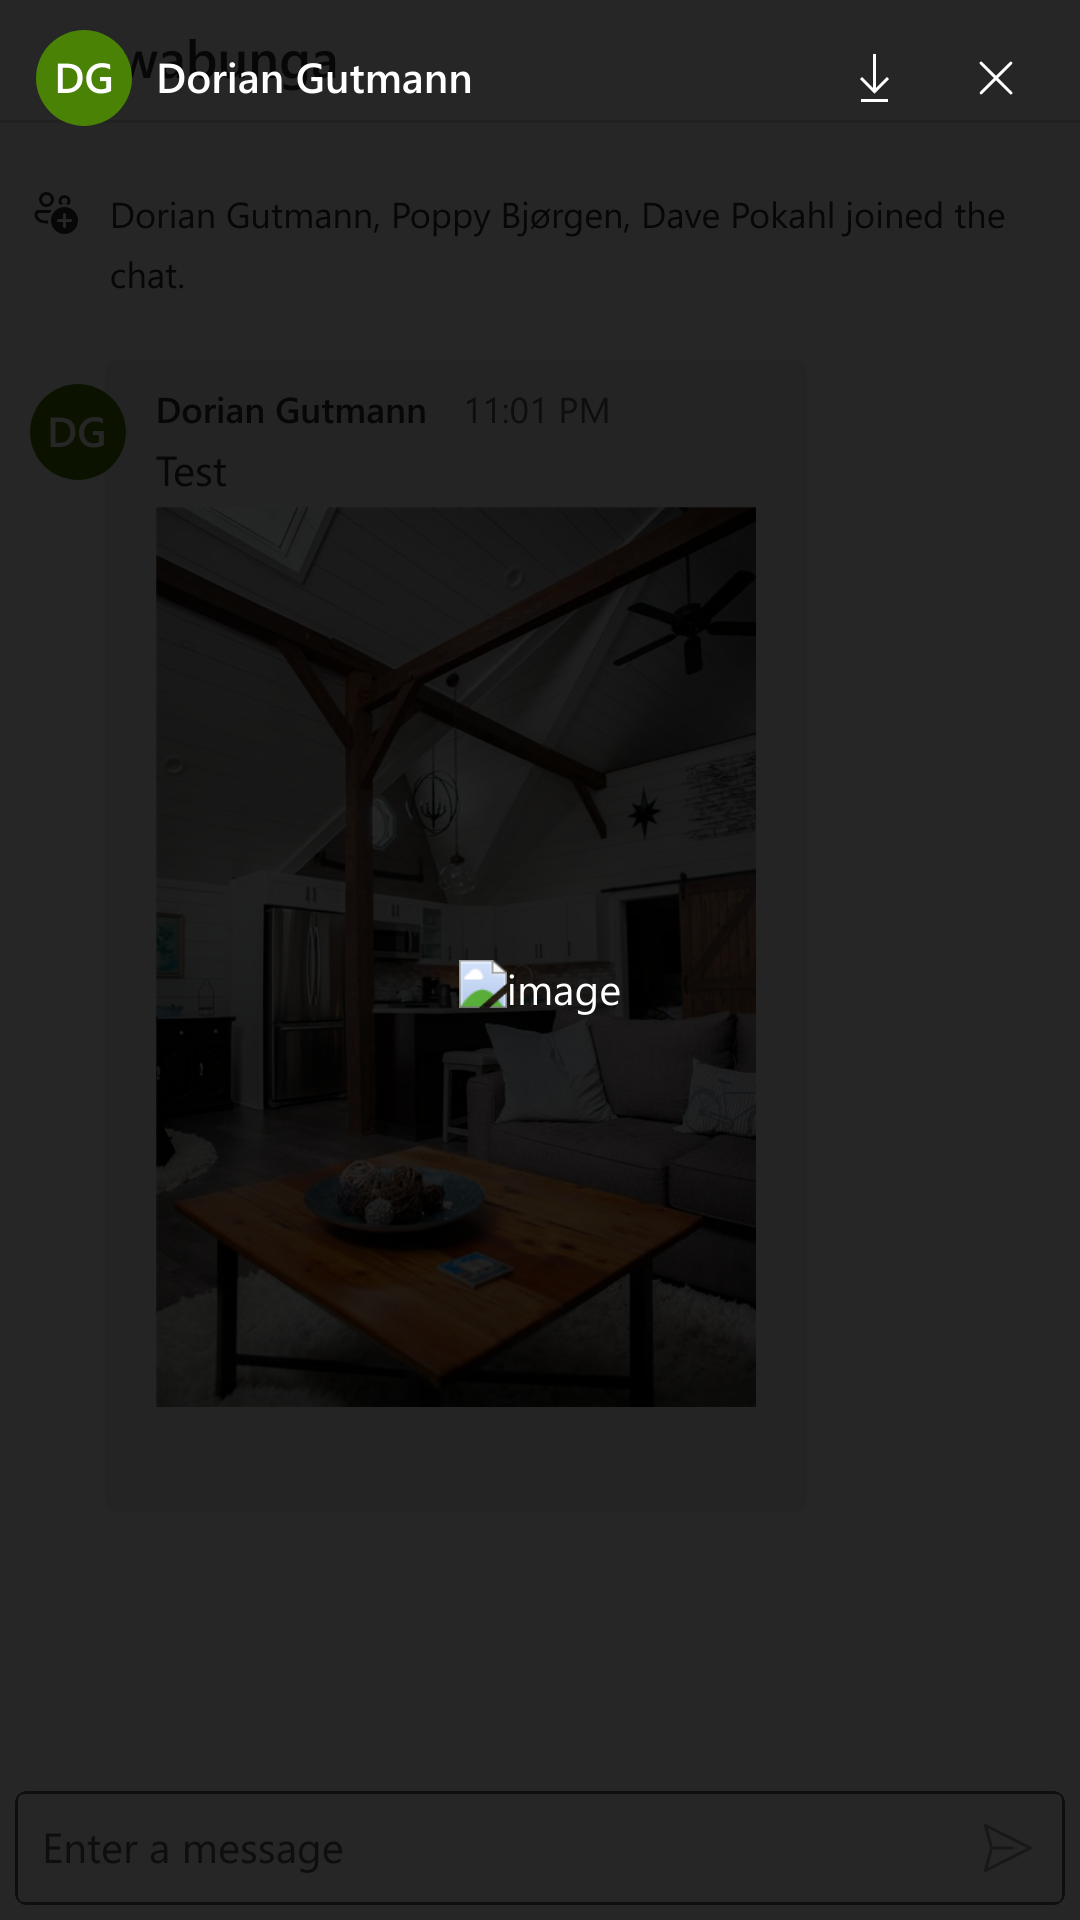 wabunga
DG Dorian Gutmann
Dorian Gutmann, Poppy Bjørgen, Dave Pokahl joined the
chat.
DG Dorian Gutmann 11:01 PM
Test
image
Enter a message